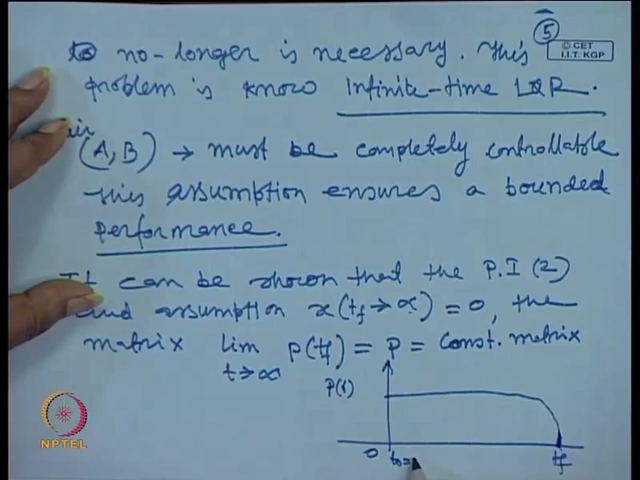 5
© CET
I.I.T. KGP
no-longer is necessary. This
problem is know Infinite-time LQR.
(A, B) → must be completely controllable
this assumption ensures a bounded
performance.
It can be shown that the P.I (2)
and assumption x(tf → ∞) = 0, the
matrix lim P(tf) = P = const. matrix
t→∞
P(t)
0 t0= tf
NPTEL